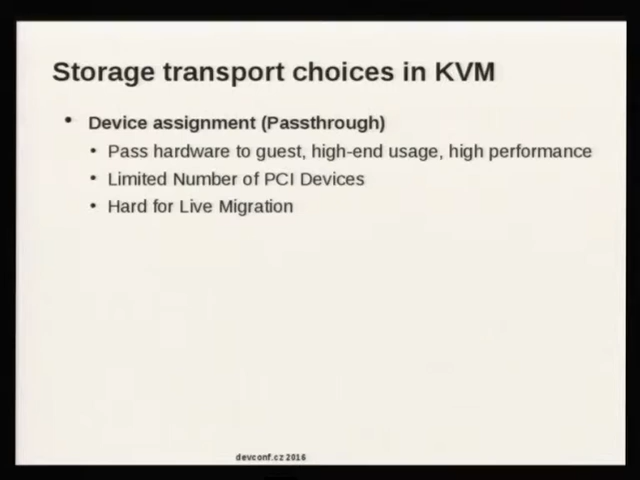 Storage transport choices in KVM
• Device assignment (Passthrough)
• Pass hardware to guest, high-end usage, high performance
• Limited Number of PCI Devices
• Hard for Live Migration
devconf.cz 2016